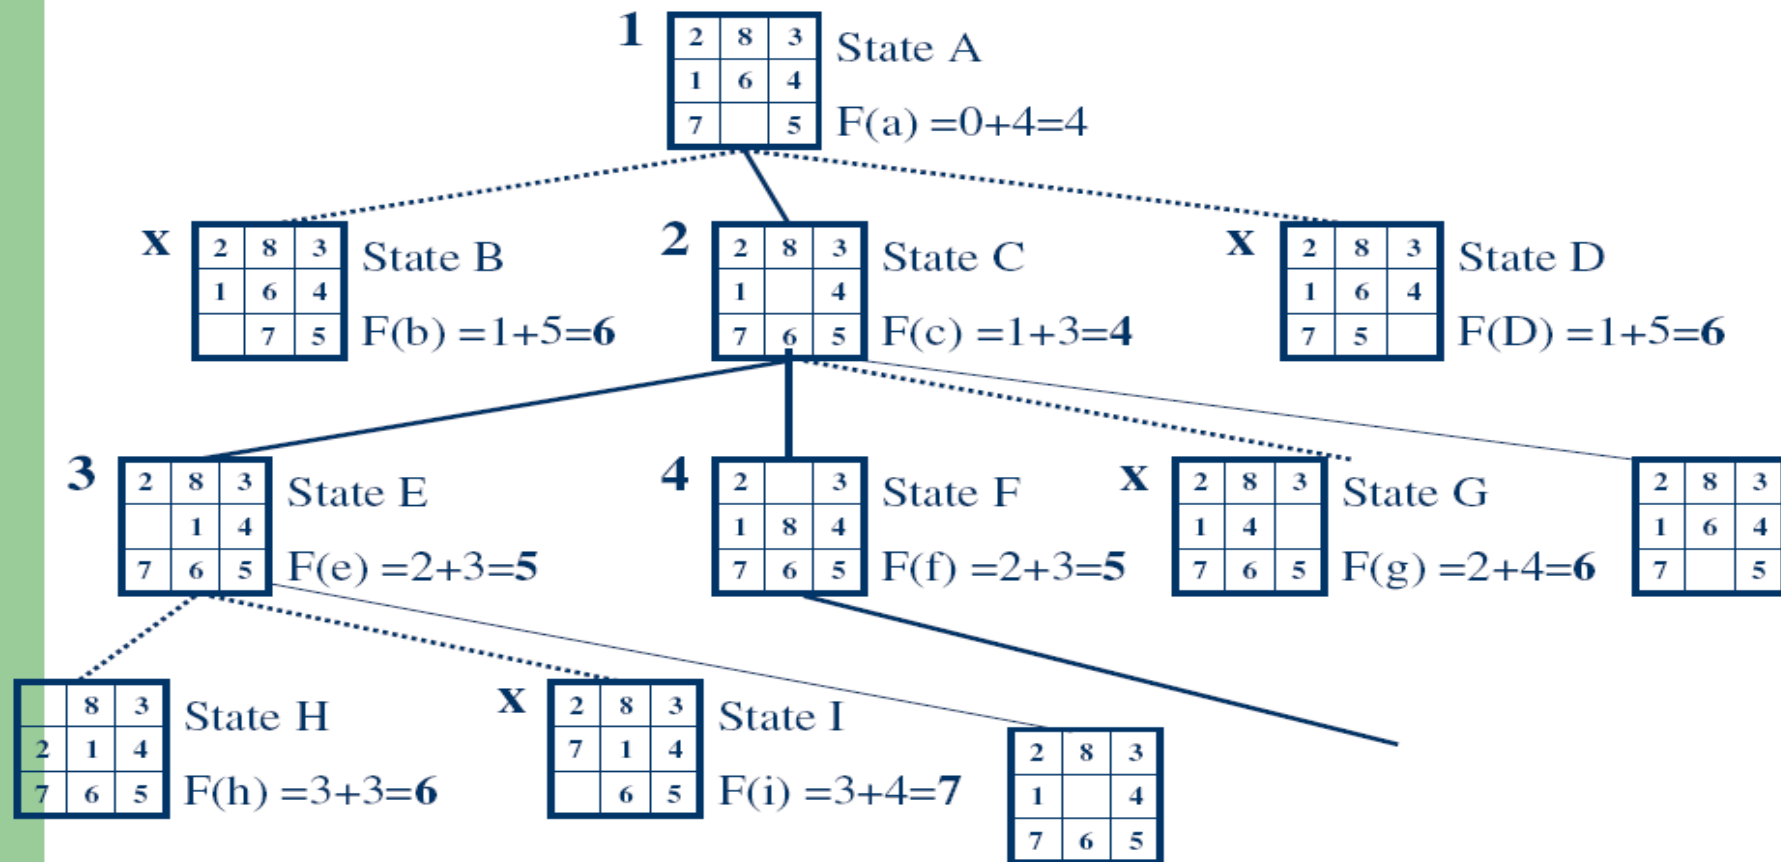 1
2 8 3
1 6 4
7 5
State A
F(a) =0+4=4
x
2 8 3
1 6 4
7 5
State B
F(b) =1+5=6
2
2 8 3
1 4
7 6 5
State C
F(c) =1+3=4
x
2 8 3
1 6 4
7 5
State D
F(D) =1+5=6
3
2 8 3
1 4
7 6 5
State E
F(e) =2+3=5
4
2 3
1 8 4
7 6 5
State F
F(f) =2+3=5
x
2 8 3
1 4
7 6 5
State G
F(g) =2+4=6
2 8 3
1 6 4
7 5
8 3
2 1 4
7 6 5
State H
F(h) =3+3=6
x
2 8 3
7 1 4
6 5
State I
F(i) =3+4=7
2 8 3
1 4
7 6 5